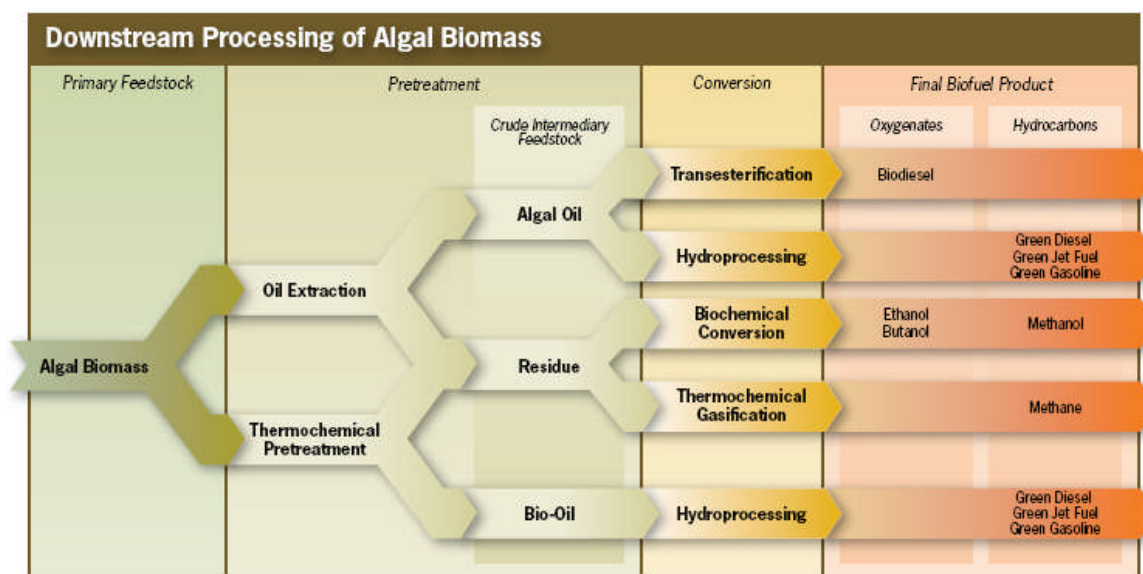 Downstream Processing of Algal Biomass
Primary Feedstock
Pretreatment
Conversion
Final Biofuel Product
Crude Intermediary
Feedstock
Oxygenates
Hydrocarbons
Transesterification
Biodiesel
Algal Oil
Hydroprocessing
Green Diesel
Green Jet Fuel
Green Gasoline
Oil Extraction
Biochemical
Conversion
Ethanol
Butanol
Methanol
Algal Biomass
Residue
Thermochemical
Gasification
Methane
Thermochemical
Pretreatment
Bio-Oil
Hydroprocessing
Green Diesel
Green Jet Fuel
Green Gasoline